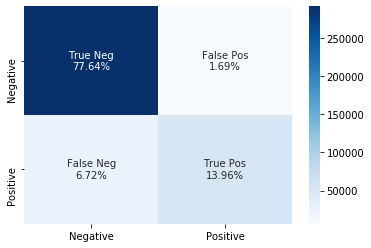 Negative
True Neg
77.64%
False Pos
1.69%
Positive
False Neg
6.72%
True Pos
13.96%
Negative
Positive
250000
200000
150000
100000
50000